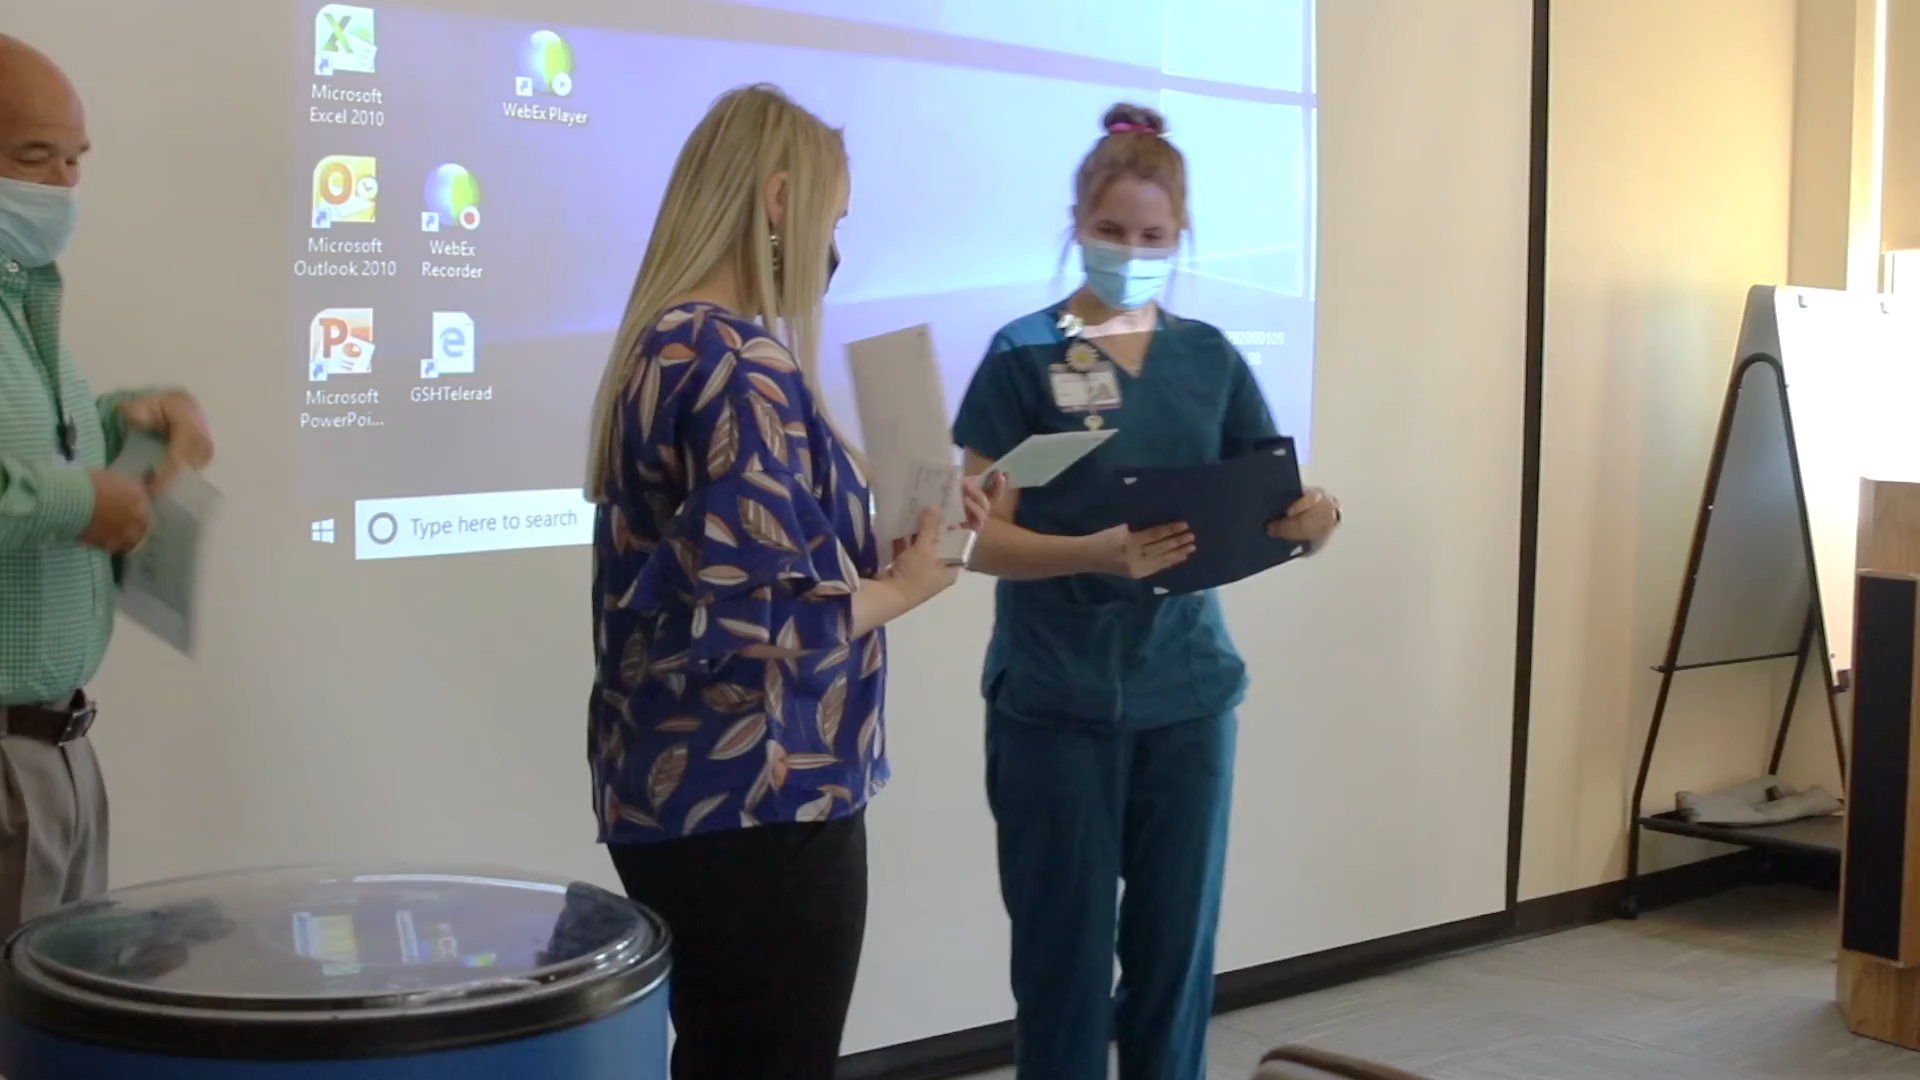 Microsoft
Excel 2010
WebEx Player
Microsoft
Outlook 2010
WebEx
Recorder
Microsoft
PowerPoi...
GSHTelerad
Type here to search